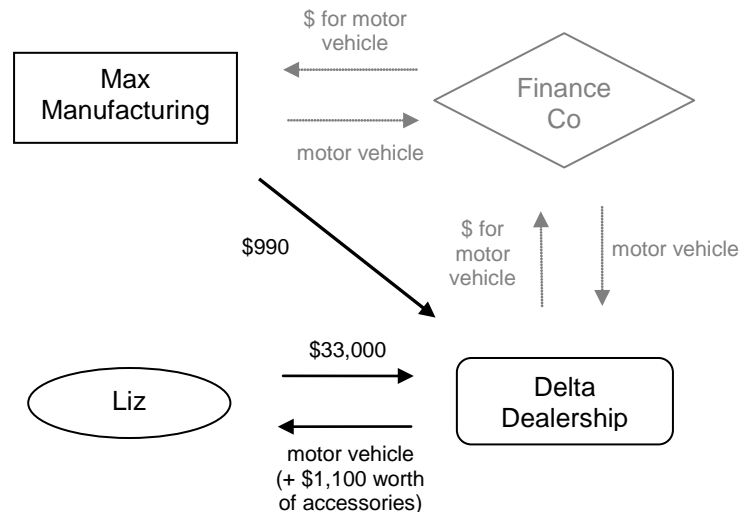 $ for motor
vehicle
Max
Manufacturing
Finance
Co
motor vehicle
$990
$ for
motor
vehicle
motor vehicle
$33,000
Liz
Delta
Dealership
motor vehicle
(+ $1,100 worth
of accessories)